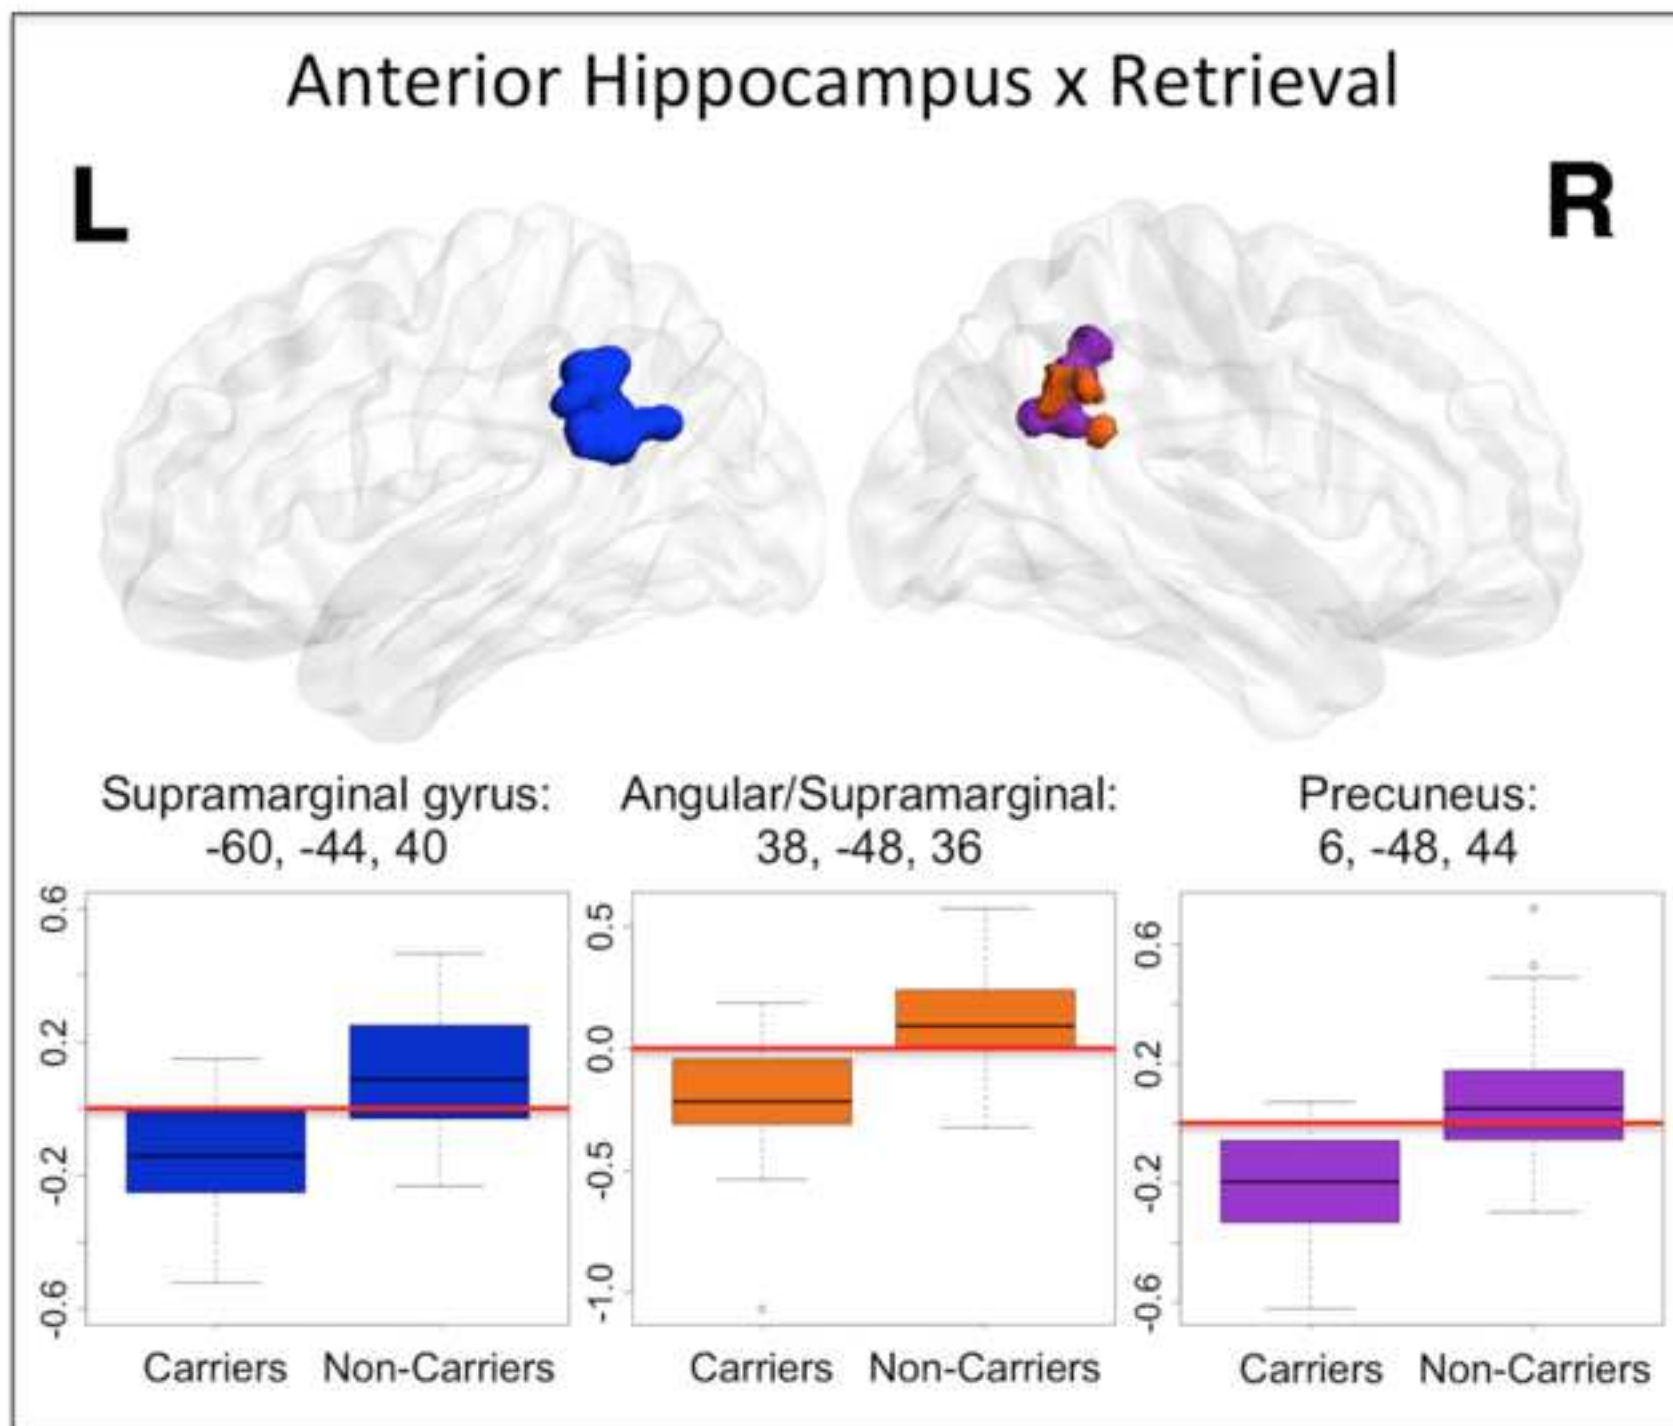 Anterior Hippocampus x Retrieval
L
R
Supramarginal gyrus:
-60, -44, 40
Angular/Supramarginal:
38, -48, 36
Precuneus:
6, -48, 44
0.6
0.2
-0.2
-0.6
Carriers
Non-Carriers
0.5
0.0
-0.5
-1.0
Carriers
Non-Carriers
0.6
0.2
-0.2
-0.6
Carriers
Non-Carriers